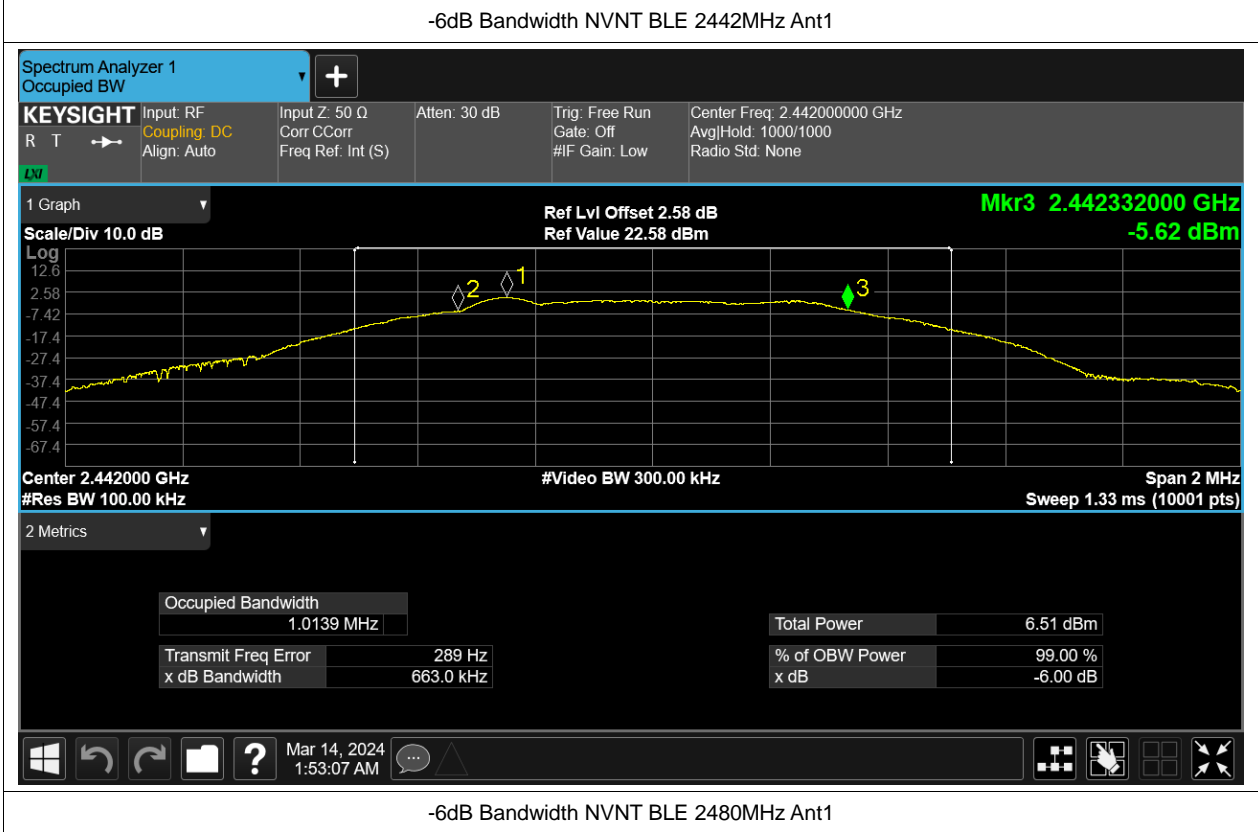 -6dB Bandwidth NVNT BLE 2442MHz Ant1
Spectrum Analyzer 1
Occupied BW
KEYSIGHT
R T
LXI
Input: RF
Coupling: DC
Align: Auto
Input Z: 50 Ω
Corr CCorr
Freq Ref: Int (S)
Atten: 30 dB
Trig: Free Run
Gate: Off
#IF Gain: Low
Center Freq: 2.442000000 GHz
Avg|Hold: 1000/1000
Radio Std: None
1 Graph
Scale/Div 10.0 dB
Ref Lvl Offset 2.58 dB
Ref Value 22.58 dBm
Mkr3 2.442332000 GHz
-5.62 dBm
Log
12.6
2.58
-7.42
-17.4
-27.4
-37.4
-47.4
-57.4
-67.4
2
1
3
Center 2.442000 GHz
#Video BW 300.00 kHz
Span 2 MHz
#Res BW 100.00 kHz
Sweep 1.33 ms (10001 pts)
2 Metrics
Occupied Bandwidth
1.0139 MHz
Total Power 6.51 dBm
Transmit Freq Error 289 Hz
% of OBW Power 99.00 %
x dB Bandwidth 663.0 kHz
x dB -6.00 dB
?
Mar 14, 2024
1:53:07 AM
-6dB Bandwidth NVNT BLE 2480MHz Ant1